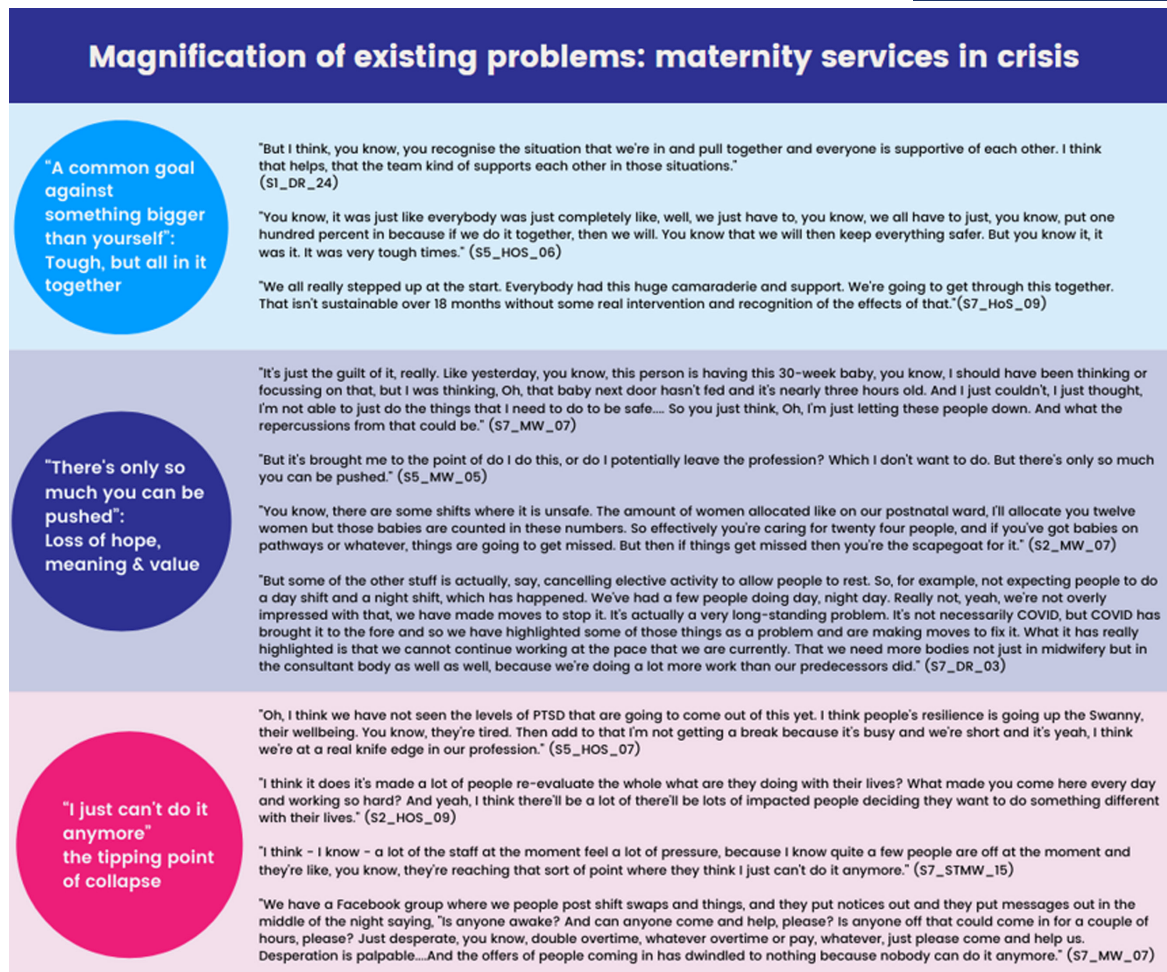 Magnification of existing problems: maternity services in crisis
"A common goal
against
something bigger
than yourself":
Tough, but all in it
together
"But I think, you know, you recognise the situation that we're in and pull together and everyone is supportive of each other. I think
that helps, that the team kind of supports each other in those situations."
(S1_DR_24)
"You know, it was just like everybody was just completely like, well, we just have to, you know, we all have to just, you know, put one
hundred percent in because if we do it together, then we will. You know that we will then keep everything safer. But you know it, it
was it. It was very tough times." (S5_HOS_06)
"We all really stepped up at the start. Everybody had this huge camaraderie and support. We're going to get through this together.
That isn't sustainable over 18 months without some real intervention and recognition of the effects of that."(S7_HoS_09)
"There's only so
much you can be
pushed":
Loss of hope,
meaning & value
"It's just the guilt of it, really. Like yesterday, you know, this person is having this 30-week baby, you know, I should have been thinking or
focussing on that, but I was thinking, Oh, that baby next door hasn't fed and it's nearly three hours old. And I just couldn't, I just thought,
I'm not able to just do the things that I need to do to be safe.... So you just think, Oh, I'm just letting these people down. And what the
repercussions from that could be." (S7_MW_07)
"But it's brought me to the point of do I do this, or do I potentially leave the profession? Which I don't want to do. But there's only so much
you can be pushed." (S5_MW_05)
"You know, there are some shifts where it is unsafe. The amount of women allocated like on our postnatal ward, I'll allocate you twelve
women but those babies are counted in these numbers. So effectively you're caring for twenty four people, and if you've got babies on
pathways or whatever, things are going to get missed. But then if things get missed then you're the scapegoat for it." (S2_MW_07)
"But some of the other stuff is actually, say, cancelling elective activity to allow people to rest. So, for example, not expecting people to do
a day shift and a night shift, which has happened. We've had a few people doing day, night day. Really not, yeah, we're not overly
impressed with that, we have made moves to stop it. It's actually a very long-standing problem. It's not necessarily COVID, but COVID has
brought it to the fore and so we have highlighted some of those things as a problem and are making moves to fix it. What it has really
highlighted is that we cannot continue working at the pace that we are currently. That we need more bodies not just in midwifery but in
the consultant body as well as well, because we're doing a lot more work than our predecessors did." (S7_DR_03)
"I just can't do it
anymore"
the tipping point
of collapse
"Oh, I think we have not seen the levels of PTSD that are going to come out of this yet. I think people's resilience is going up the Swanny,
their wellbeing. You know, they're tired. Then add to that I'm not getting a break because it's busy and we're short and it's yeah, I think
we're at a real knife edge in our profession." (S5_HOS_07)
"I think it does it's made a lot of people re-evaluate the whole what are they doing with their lives? What made you come here every day
and working so hard? And yeah, I think there'll be a lot of there'll be lots of impacted people deciding they want to do something different
with their lives." (S2_HOS_09)
"I think - I know - a lot of the staff at the moment feel a lot of pressure, because I know quite a few people are off at the moment and
they're like, you know, they're reaching that sort of point where they think I just can't do it anymore." (S7_STMW_15)
"We have a Facebook group where we people post shift swaps and things, and they put notices out and they put messages out in the
middle of the night saying, "Is anyone awake? And can anyone come and help, please? Is anyone off that could come in for a couple of
hours, please? Just desperate, you know, double overtime, whatever overtime or pay, whatever, just please come and help us.
Desperation is palpable....And the offers of people coming in has dwindled to nothing because nobody can do it anymore." (S7_MW_07)